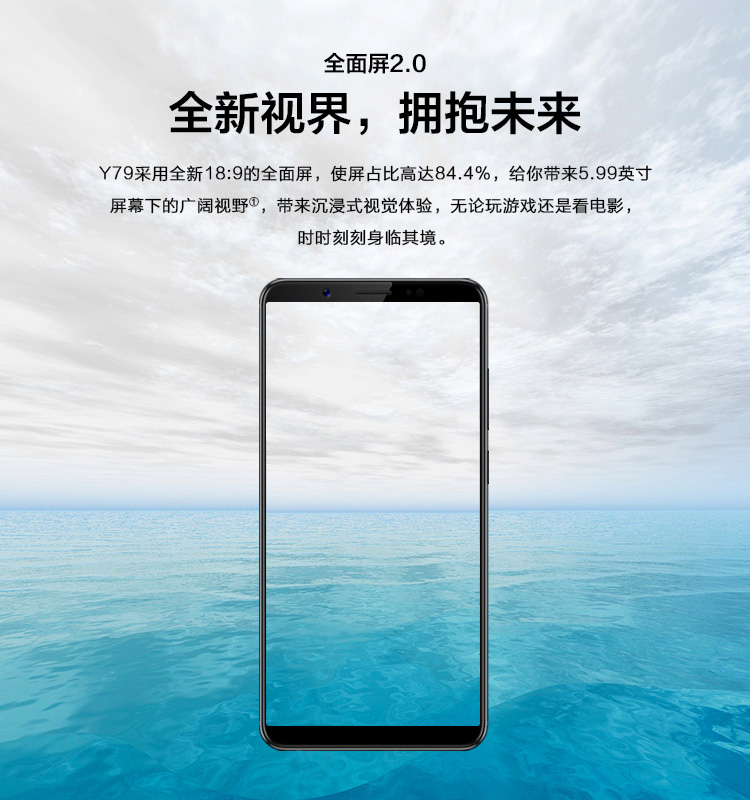 全面屏2.0
全新视界，拥抱未来
Y79采用全新18:9的全面屏，使屏占比高达84.4%，给你带来5.99英寸
屏幕下的广阔视野①，带来沉浸式视觉体验，无论玩游戏还是看电影，
时时刻刻身临其境。